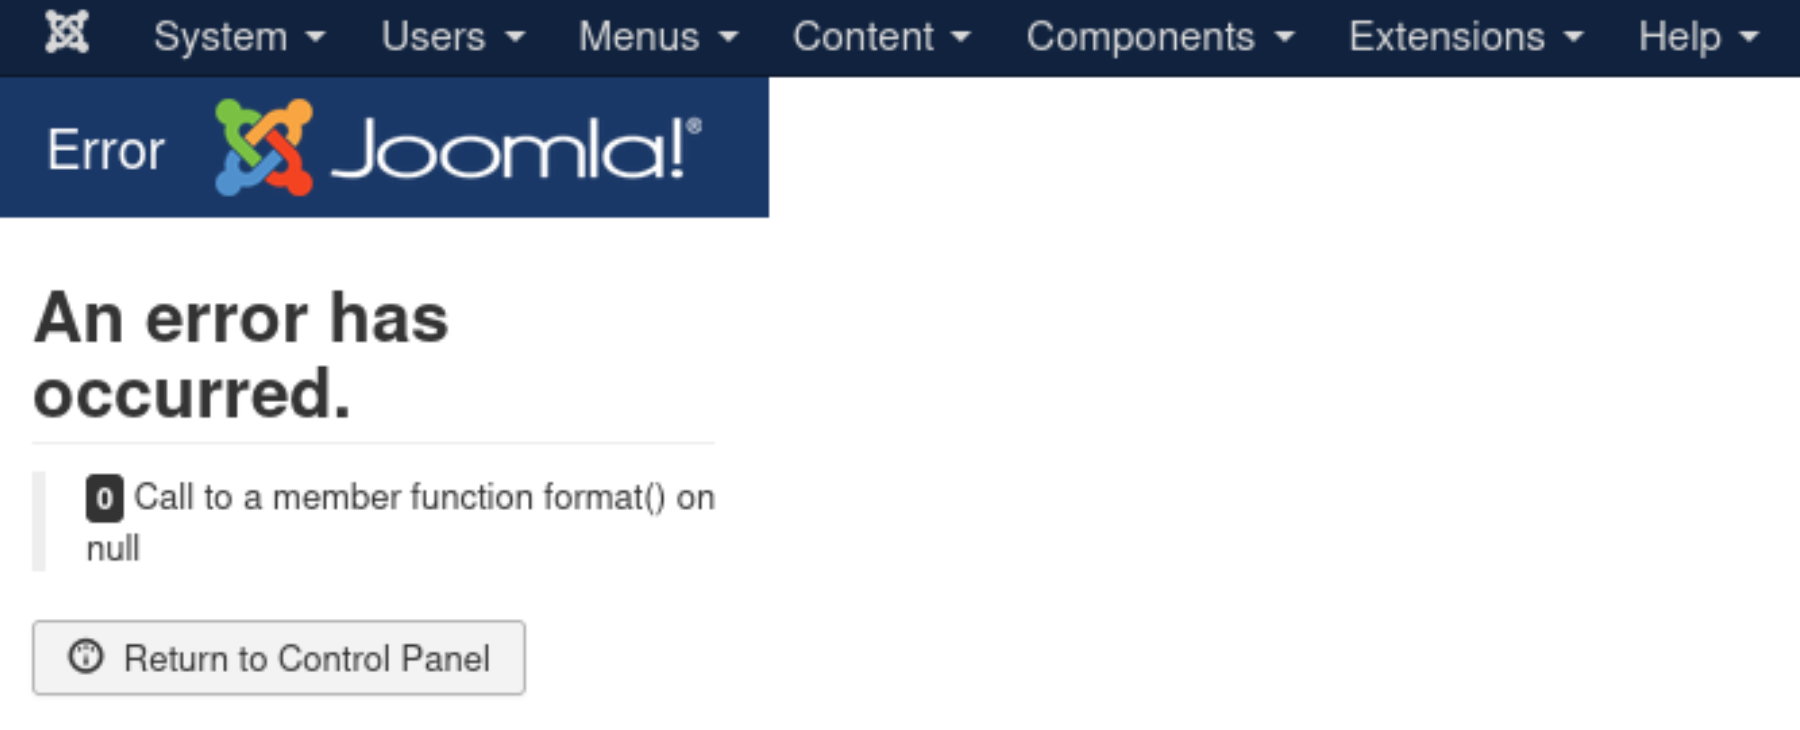 System Users Menus Content Components Extensions Help
Error Joomla!®
An error has
occurred.
0 Call to a member function format() on
null
Return to Control Panel